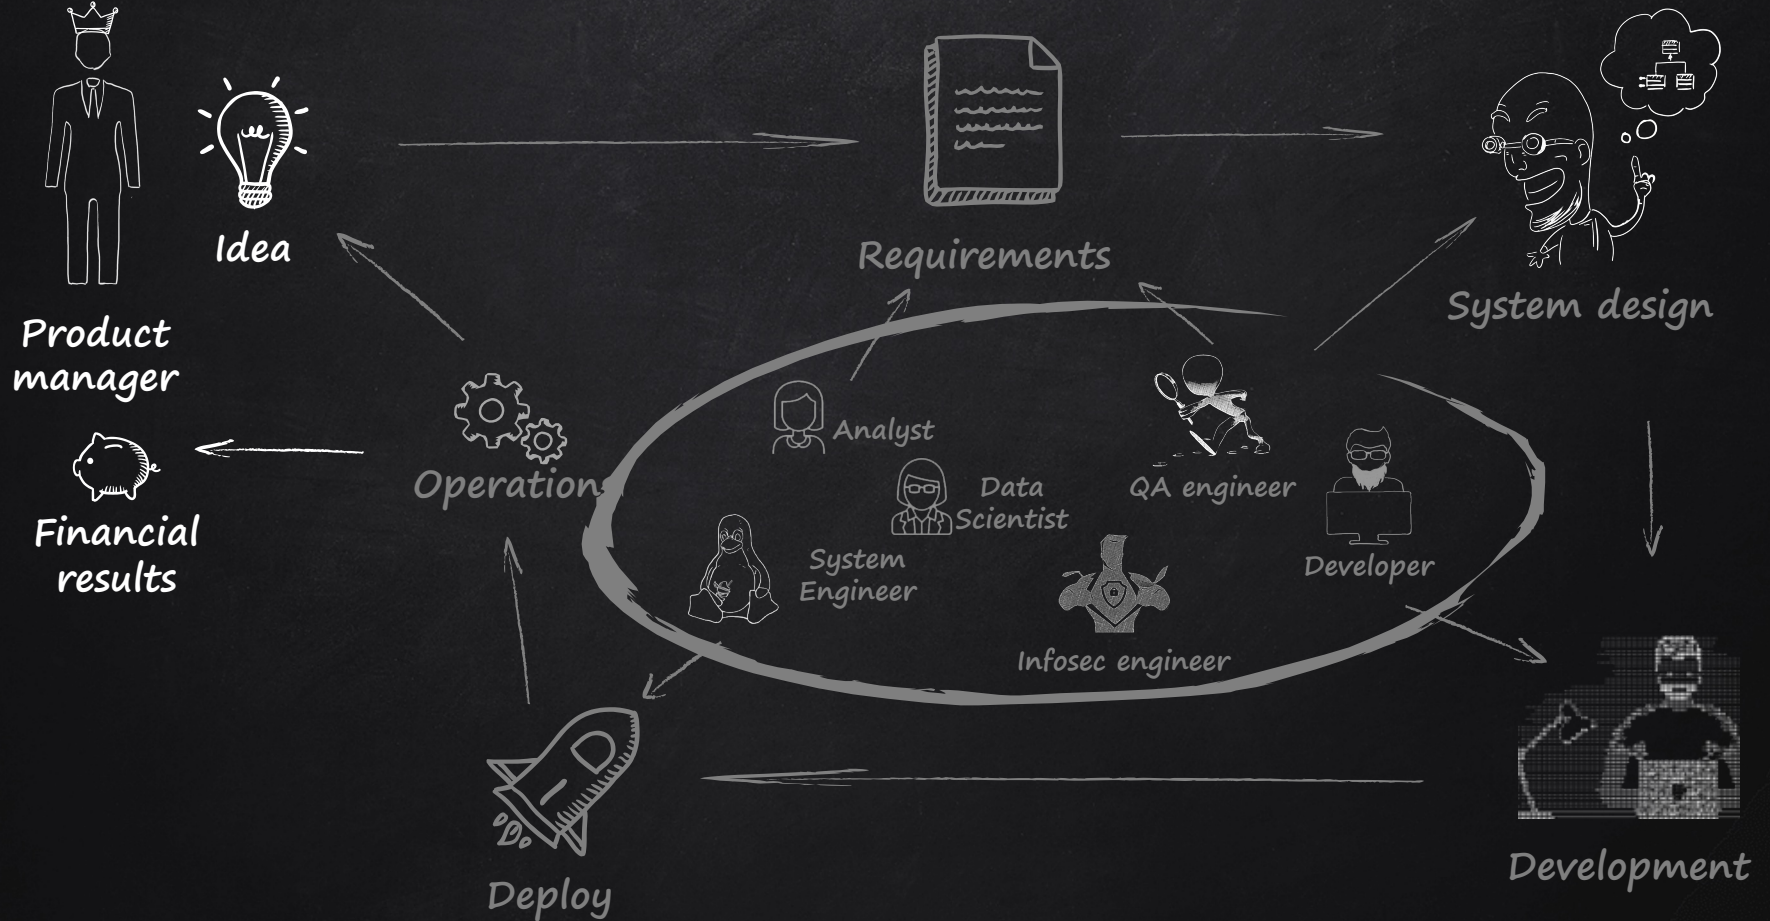 Idea
Product
manager
Financial
results
Requirements
System design
Operations
Analyst
Data
Scientist
QA engineer
System
Engineer
Developer
Infosec engineer
Deploy
Development